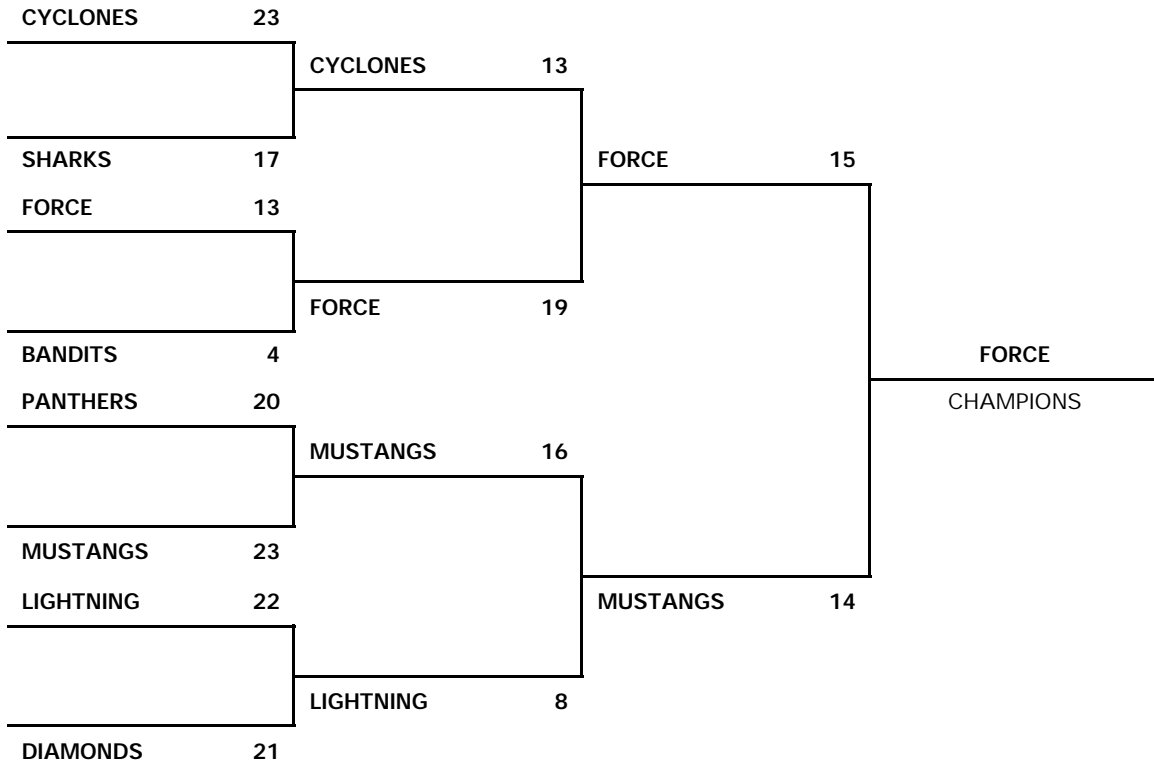 CYCLONES 23
CYCLONES 13
SHARKS 17
FORCE 15
FORCE 13
FORCE 19
BANDITS 4
FORCE
PANTHERS 20
CHAMPIONS
MUSTANGS 16
MUSTANGS 23
LIGHTNING 22
MUSTANGS 14
LIGHTNING 8
DIAMONDS 21